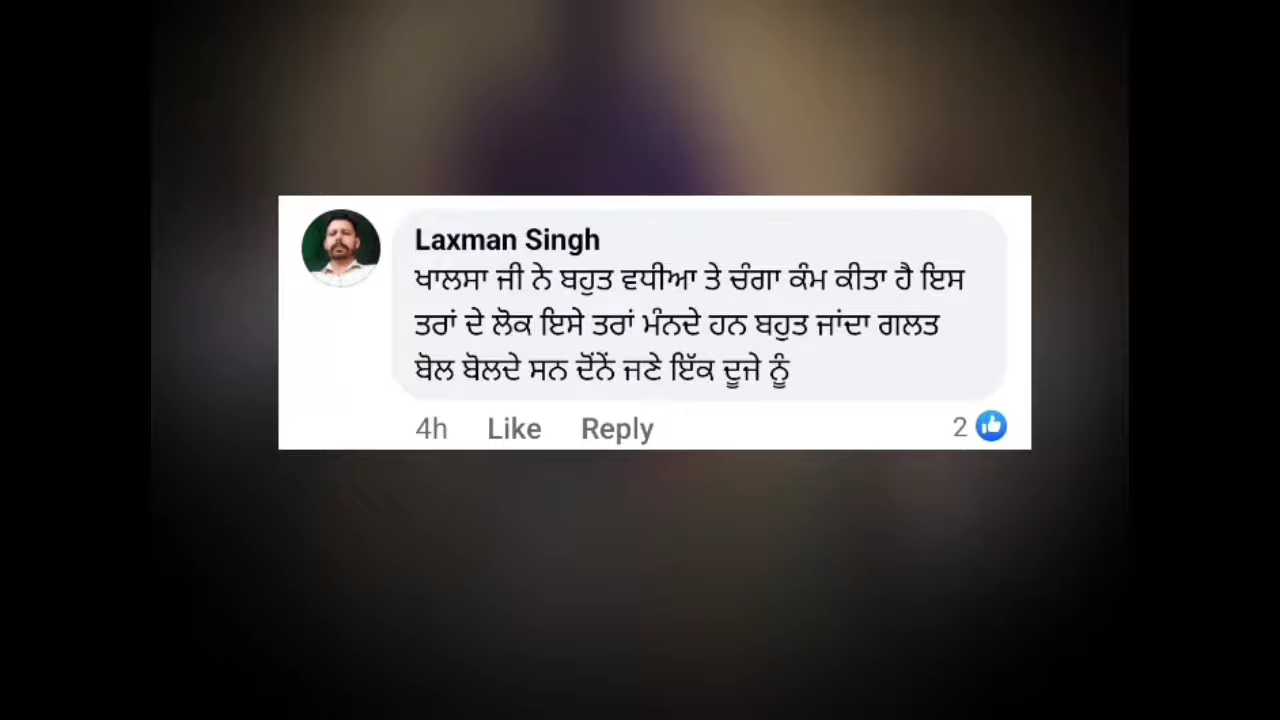 Laxman Singh
ਖਾਲਸਾ ਜੀ ਨੇ ਬਹੁਤ ਵਧੀਆ ਤੇ ਚੰਗਾ ਕੰਮ ਕੀਤਾ ਹੈ ਇਸ
ਤਰਾਂ ਦੇ ਲੋਕ ਇਸੇ ਤਰਾਂ ਮੰਨਦੇ ਹਨ ਬਹੁਤ ਜਾਂਦਾ ਗਲਤ
ਬੋਲ ਬੋਲਦੇ ਸਨ ਦੋਂਨੇਂ ਜਣੇ ਇੱਕ ਦੂਜੇ ਨੂੰ
4h Like Reply 2